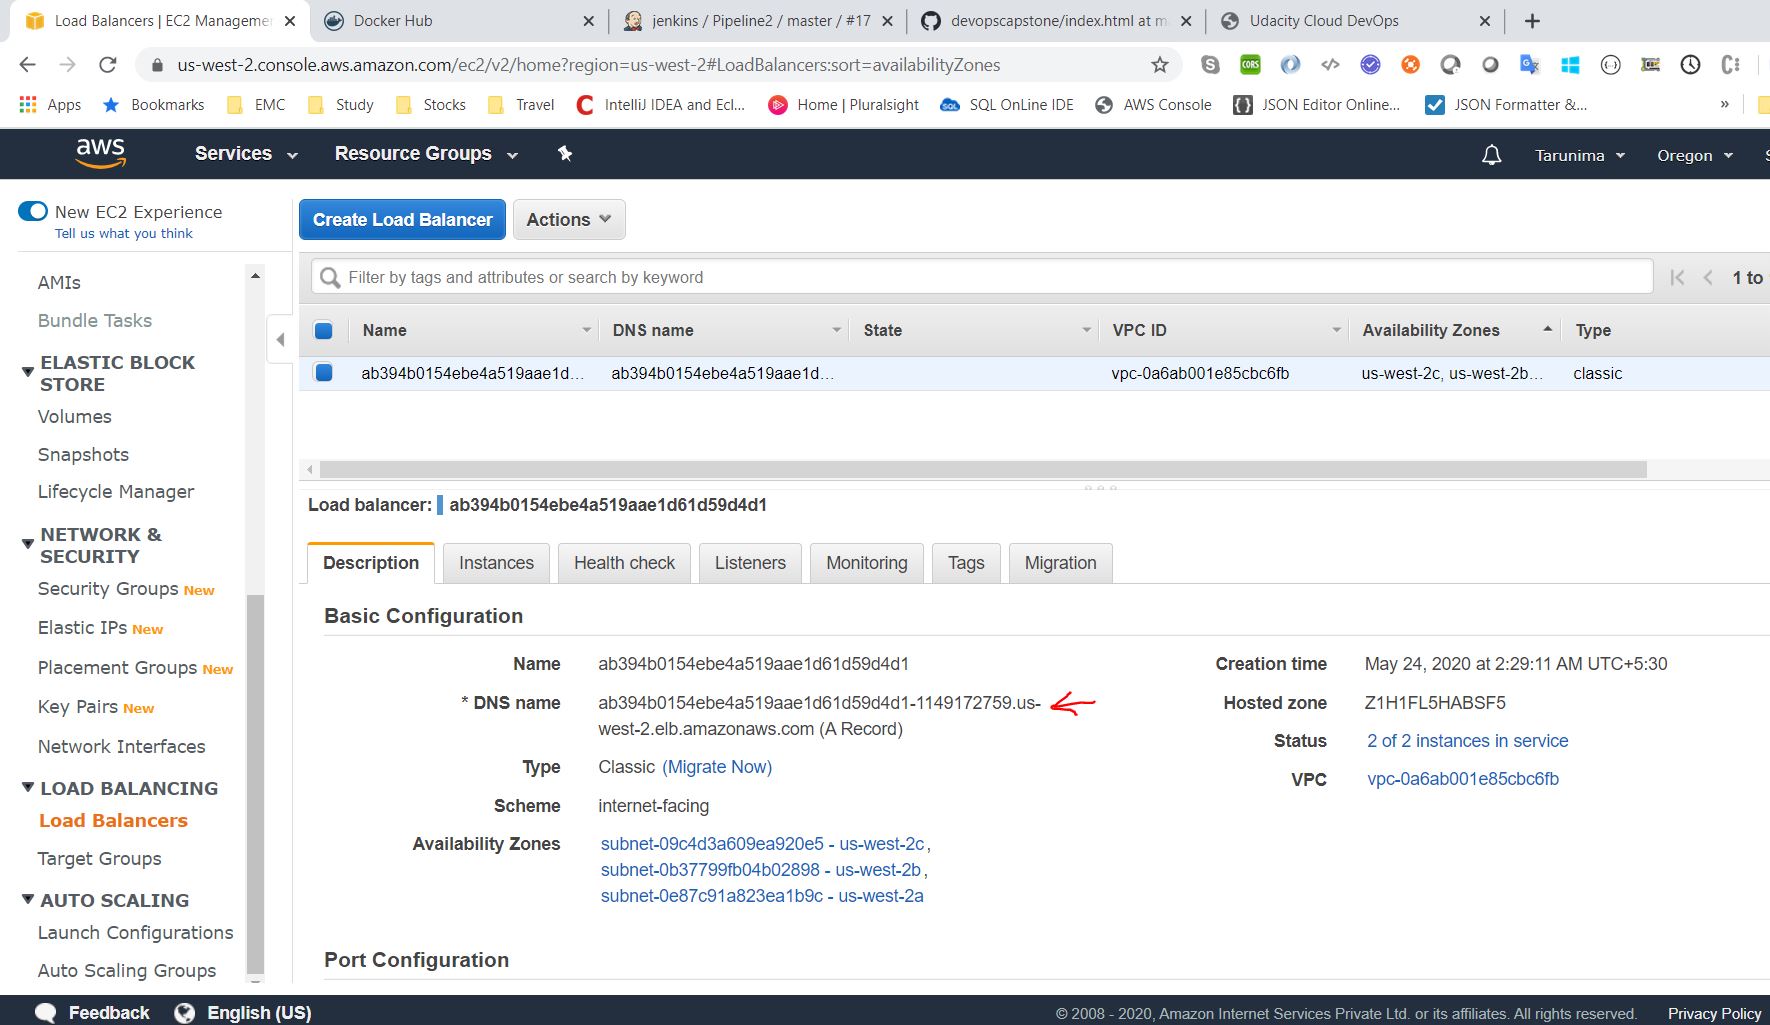 Load Balancers | EC2 Manageme
Docker Hub
jenkins / Pipeline2 / master / #17
devopscapstone/index.html at m
Udacity Cloud DevOps
us-west-2.console.aws.amazon.com/ec2/v2/home?region=us-west-2#LoadBalancers:sort=availabilityZones
CORS
Apps
Bookmarks
EMC
Study
Stocks
Travel
IntelliJ IDEA and Ecl...
Home | Pluralsight
SQL OnLine IDE
AWS Console
JSON Editor Online...
JSON Formatter &...
»
aws
Services
Resource Groups
Tarunima
Oregon
S
New EC2 Experience
Tell us what you think
AMIs
Bundle Tasks
ELASTIC BLOCK
STORE
Volumes
Snapshots
Lifecycle Manager
NETWORK &
SECURITY
Security Groups New
Elastic IPs New
Placement Groups New
Key Pairs New
Network Interfaces
LOAD BALANCING
Load Balancers
Target Groups
AUTO SCALING
Launch Configurations
Auto Scaling Groups
Create Load Balancer
Actions
Filter by tags and attributes or search by keyword
1 to
Name
DNS name
State
VPC ID
Availability Zones
Type
ab394b0154ebe4a519aae1d...
ab394b0154ebe4a519aae1d...
vpc-0a6ab001e85cbc6fb
us-west-2c, us-west-2b...
classic
Load balancer: ab394b0154ebe4a519aae1d61d59d4d1
Description
Instances
Health check
Listeners
Monitoring
Tags
Migration
Basic Configuration
Name ab394b0154ebe4a519aae1d61d59d4d1
* DNS name ab394b0154ebe4a519aae1d61d59d4d1-1149172759.us-
west-2.elb.amazonaws.com (A Record)
Type Classic (Migrate Now)
Scheme internet-facing
Availability Zones subnet-09c4d3a609ea920e5 - us-west-2c,
subnet-0b37799fb04b02898 - us-west-2b,
subnet-0e87c91a823ea1b9c - us-west-2a
Creation time May 24, 2020 at 2:29:11 AM UTC+5:30
Hosted zone Z1H1FL5HABSF5
Status 2 of 2 instances in service
VPC vpc-0a6ab001e85cbc6fb
Port Configuration
Feedback
English (US)
© 2008 - 2020, Amazon Internet Services Private Ltd. or its affiliates. All rights reserved.
Privacy Policy